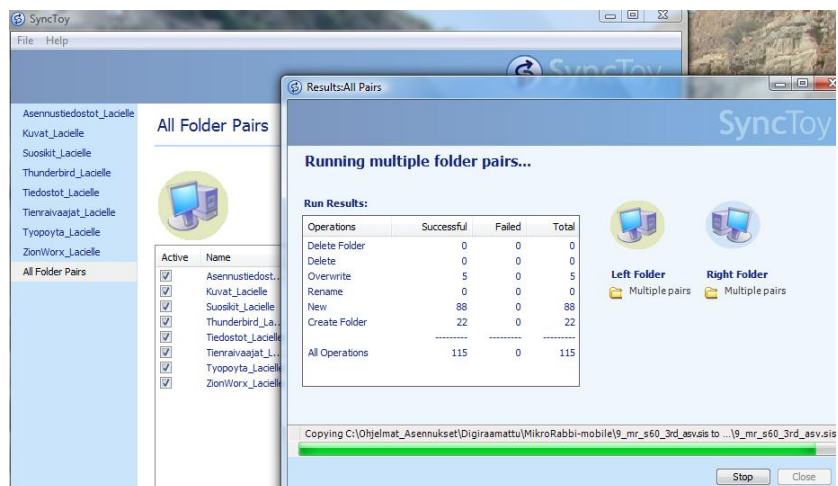 SyncToy
File Help
SyncToy
Asennustiedostot_Lacielle
Kuvat_Lacielle
Suosikit_Lacielle
Thunderbird_Lacielle
Tiedostot_Lacielle
Tienraivaajat_Lacielle
Tyopoyta_Lacielle
ZionWorx_Lacielle
All Folder Pairs
All Folder Pairs
Active Name
Asennustiedost...
Kuvat_Lacielle
Suosikit_Lacielle
Thunderbird_La...
Tiedostot_Lacielle
Tienraivaajat_L...
Tyopoyta_Lacielle
ZionWorx_Lacielle
Results:All Pairs
SyncToy
Running multiple folder pairs...
Run Results:
Operations Successful Failed Total
Delete Folder 0 0 0
Delete 0 0 0
Overwrite 5 0 5
Rename 0 0 0
New 88 0 88
Create Folder 22 0 22
--------- --------- ---------
All Operations 115 0 115
Left Folder Right Folder
Multiple pairs Multiple pairs
Copying C:\Ohjelmat_Asennukset\Digiraamattu\MikroRabbi-mobile\9_mr_s60_3rd_asv.sis to ...\9_mr_s60_3rd_asv.sis
Stop Close